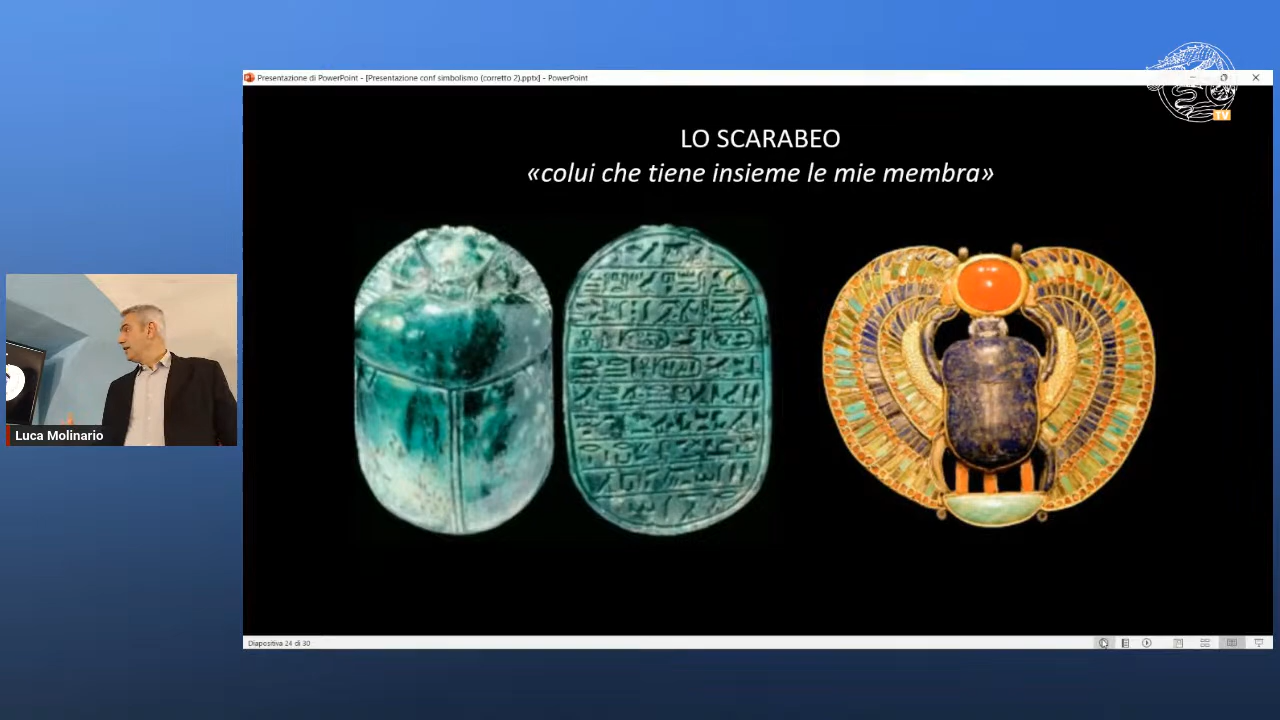 Presentazione di PowerPoint - [Presentazione conf simbolismo (corretto 2).pptx] - PowerPoint
TV
LO SCARABEO
«colui che tiene insieme le mie membra»
Luca Molinario
Diapositiva 24 di 30